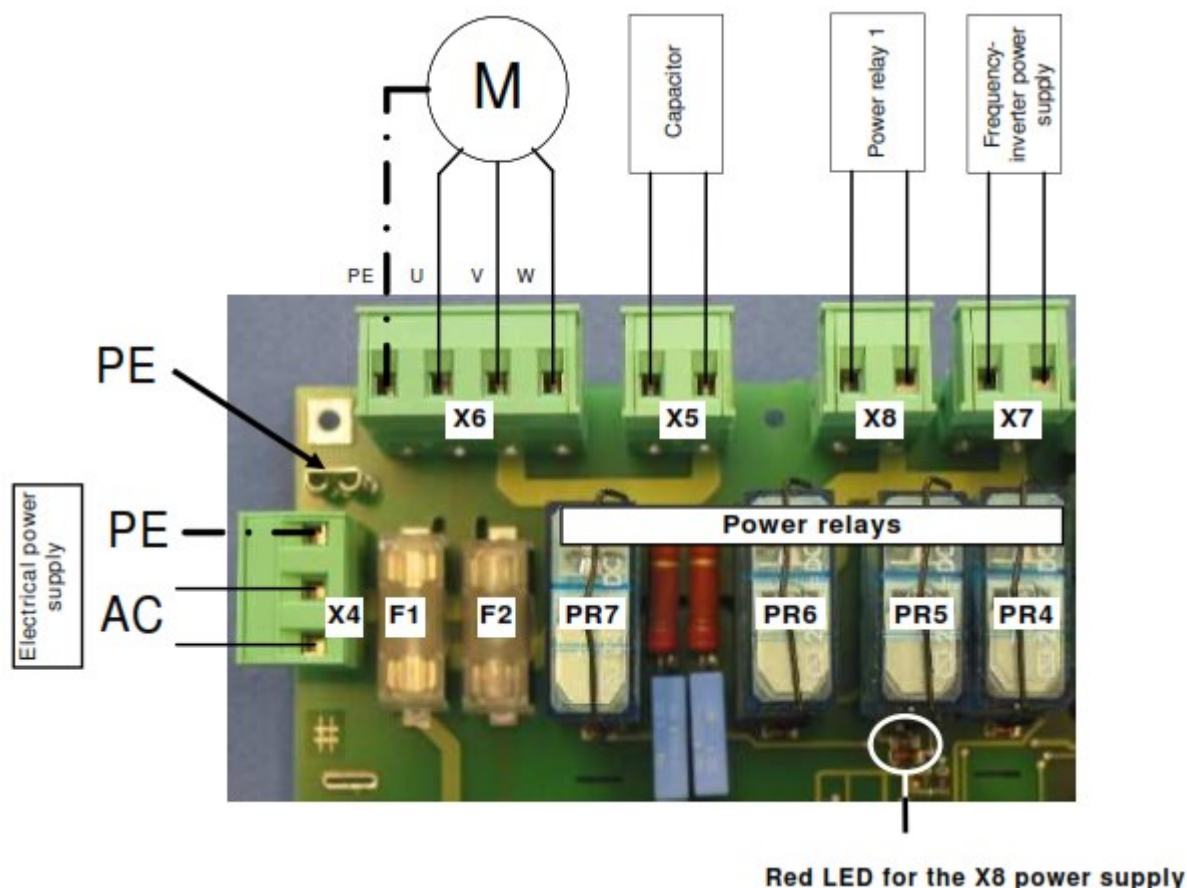 M
Capacitor
Power relay 1
Frequency-
inverter power
supply
PE
U
V
W
PE
X6
X5
X8
X7
Electrical power
supply
PE
AC
X4
F1
F2
Power relays
PR7
PR6
PR5
PR4
#
Red LED for the X8 power supply